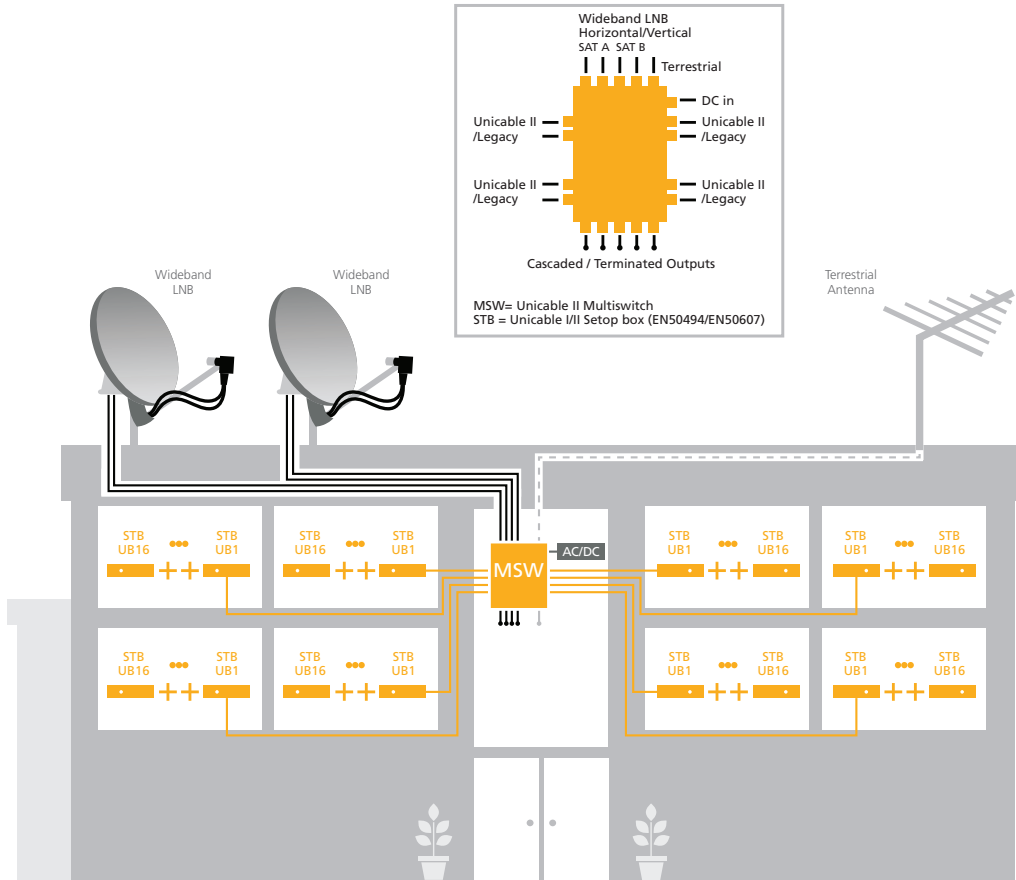 Wideband LNB
Horizontal/Vertical
SAT A SAT B
Terrestrial
DC in
Unicable II
/Legacy
Unicable II
/Legacy
Unicable II
/Legacy
Unicable II
/Legacy
Cascaded / Terminated Outputs
MSW= Unicable II Multiswitch
STB = Unicable I/II Setop box (EN50494/EN50607)
Wideband
LNB
Wideband
LNB
Terrestrial
Antenna
STB
UB16
STB
UB1
STB
UB16
STB
UB1
MSW
AC/DC
STB
UB1
STB
UB16
STB
UB1
STB
UB16
STB
UB16
STB
UB1
STB
UB16
STB
UB1
STB
UB1
STB
UB16
STB
UB1
STB
UB16